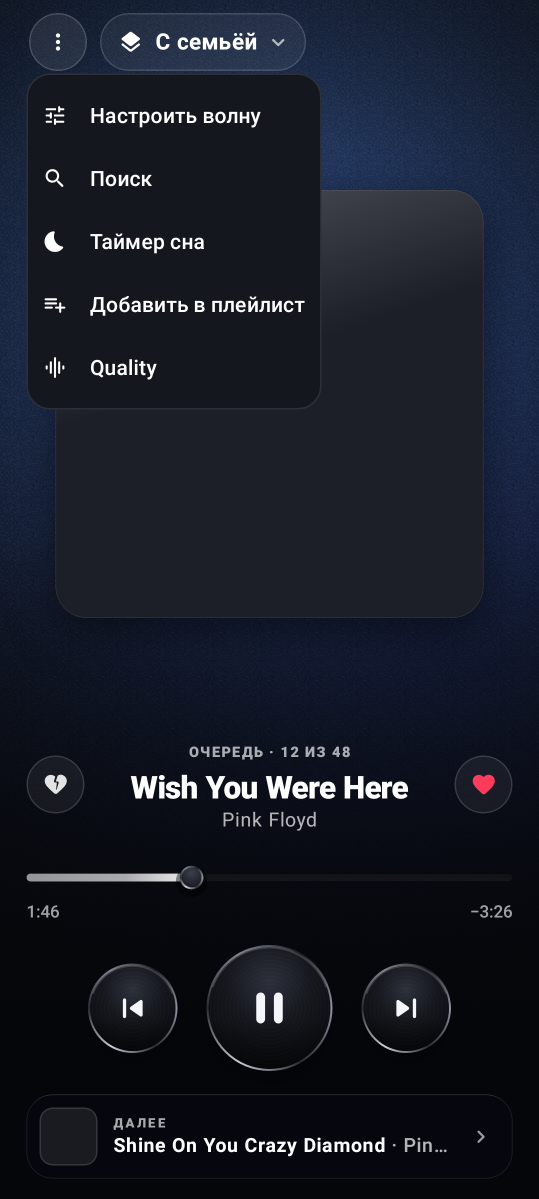 С семьёй
Настроить волну
Поиск
Таймер сна
Добавить в плейлист
Quality
ОЧЕРЕДЬ · 12 ИЗ 48
Wish You Were Here
Pink Floyd
1:46
−3:26
ДАЛЕЕ
Shine On You Crazy Diamond · Pin...